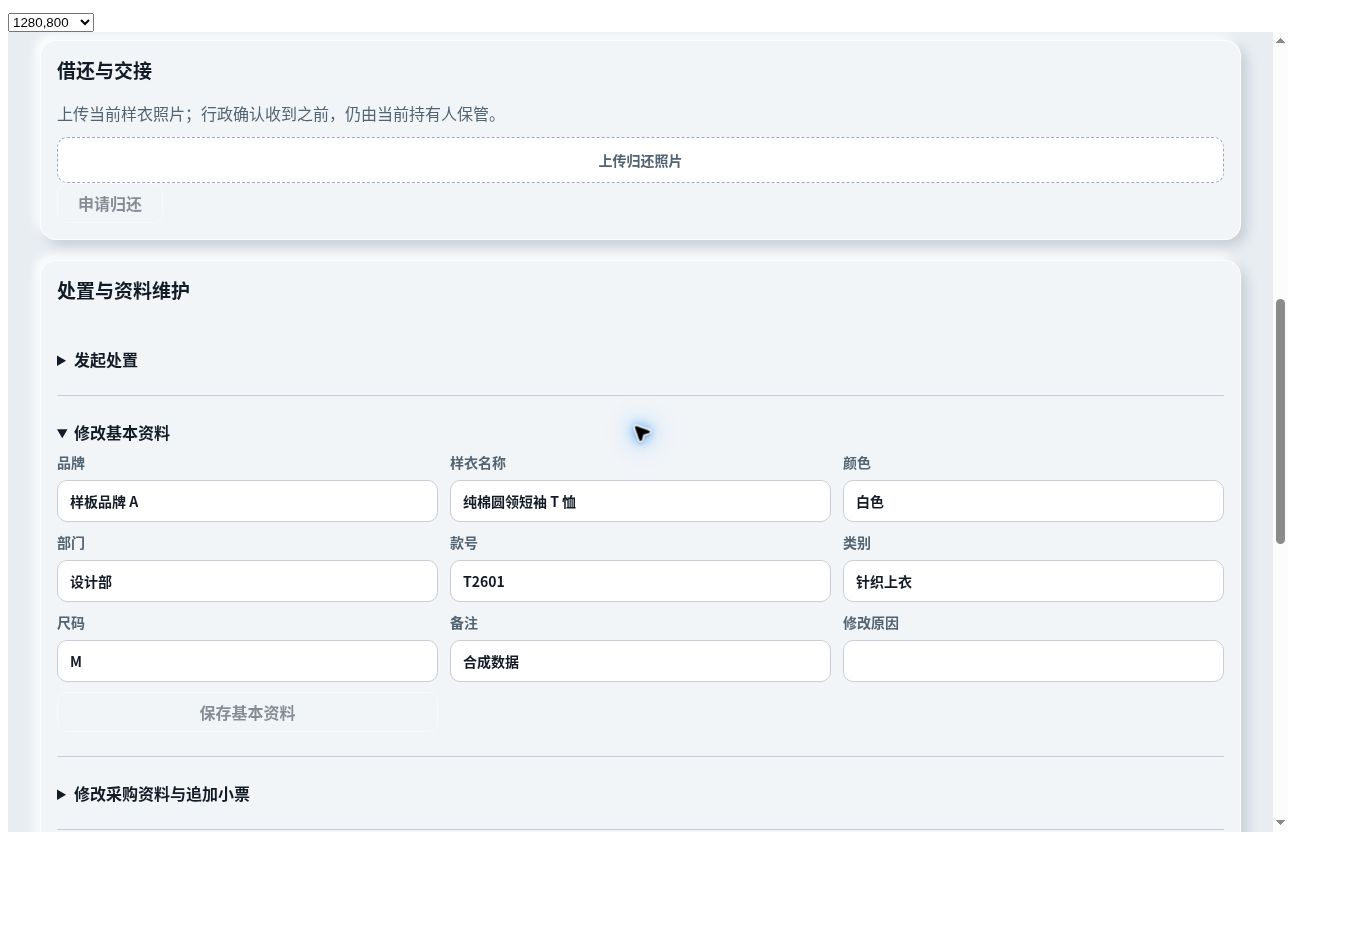 1280,800
借还与交接
上传当前样衣照片；行政确认收到之前，仍由当前持有人保管。
上传归还照片
申请归还
处置与资料维护
发起处置
修改基本资料
品牌 样衣名称 颜色
样板品牌 A 纯棉圆领短袖 T 恤 白色
部门 款号 类别
设计部 T2601 针织上衣
尺码 备注 修改原因
M 合成数据
保存基本资料
修改采购资料与追加小票